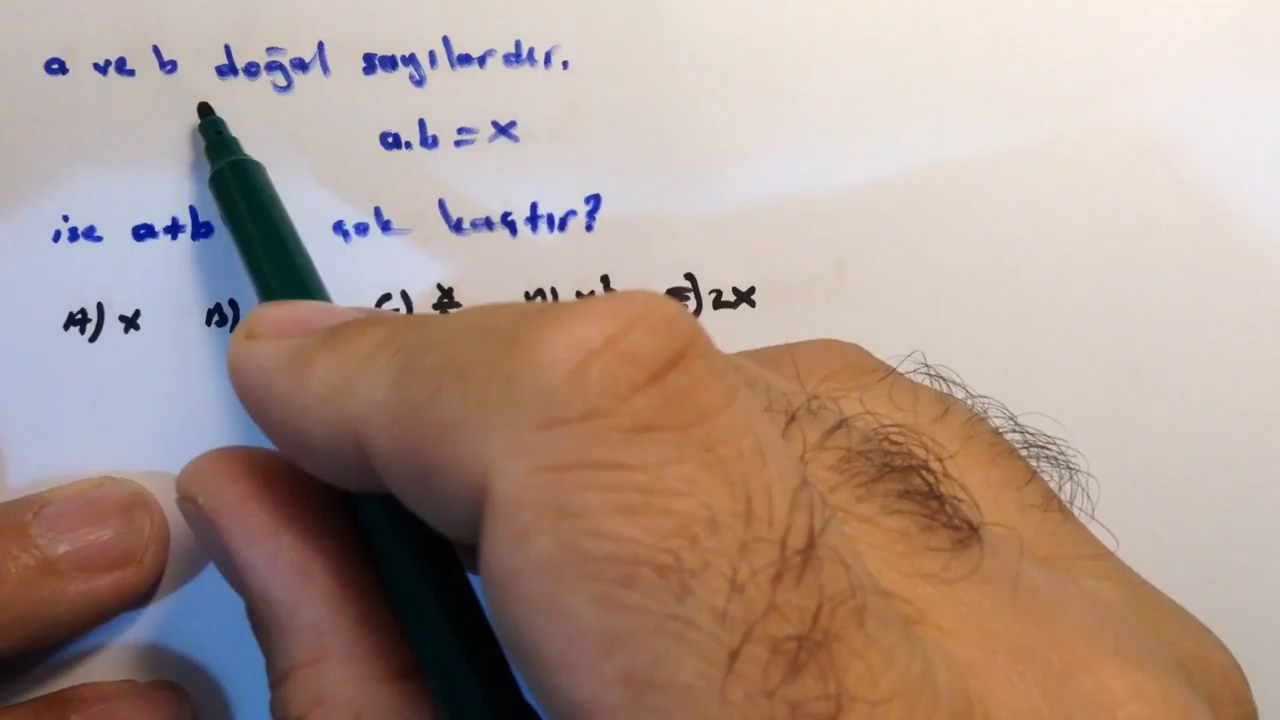 a ve b doğal sayılardır.
a.b = x
ise a+b çok kaçtır?
A) x B) C) E) 2x